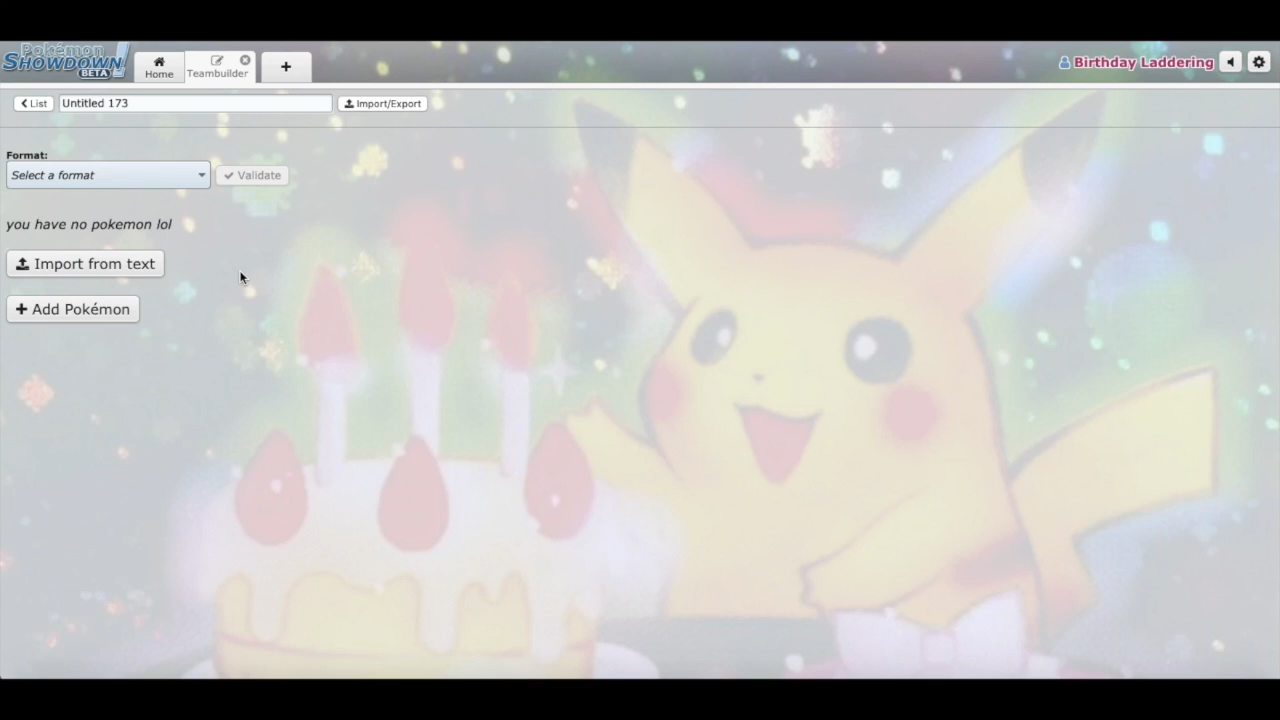 Pokémon
SHOWDOWN!
BETA
Home
Teambuilder
+
Birthday Laddering
List
Untitled 173
Import/Export
Format:
Select a format
Validate
you have no pokemon lol
Import from text
+ Add Pokémon